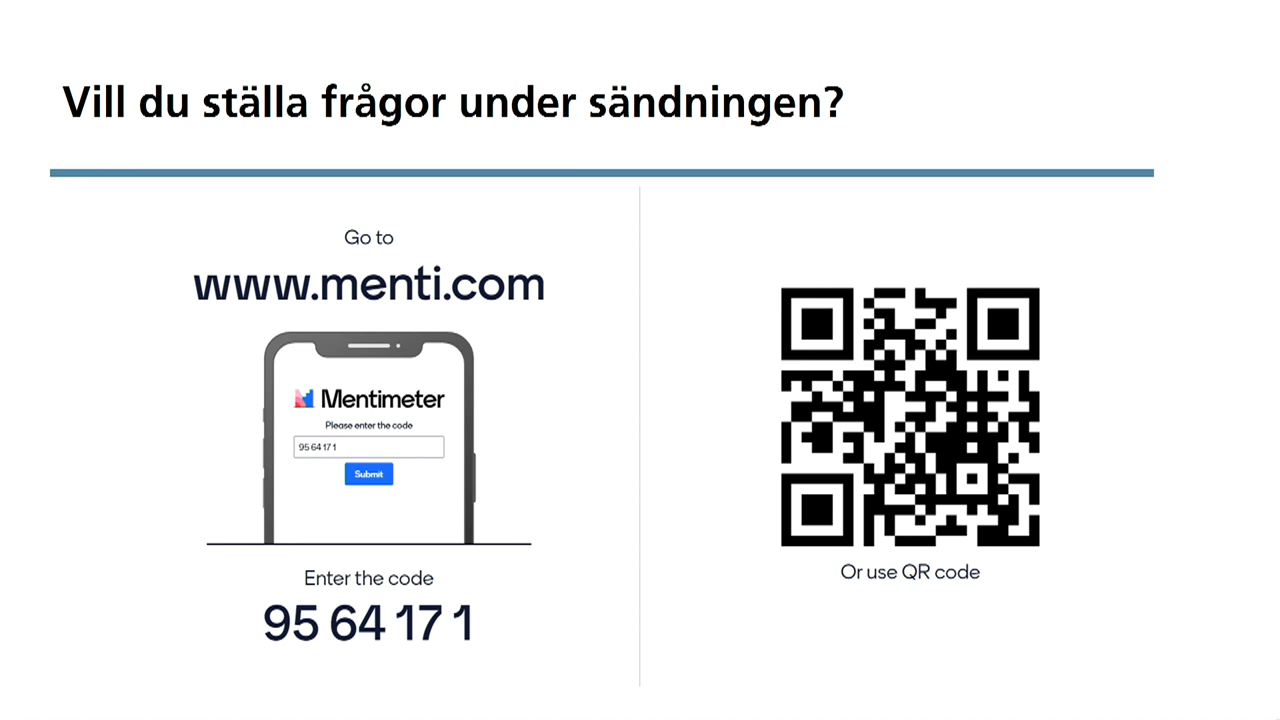 Vill du ställa frågor under sändningen?
Go to
www.menti.com
Mentimeter
Please enter the code
95 64 17 1
Submit
Enter the code
95 64 17 1
Or use QR code